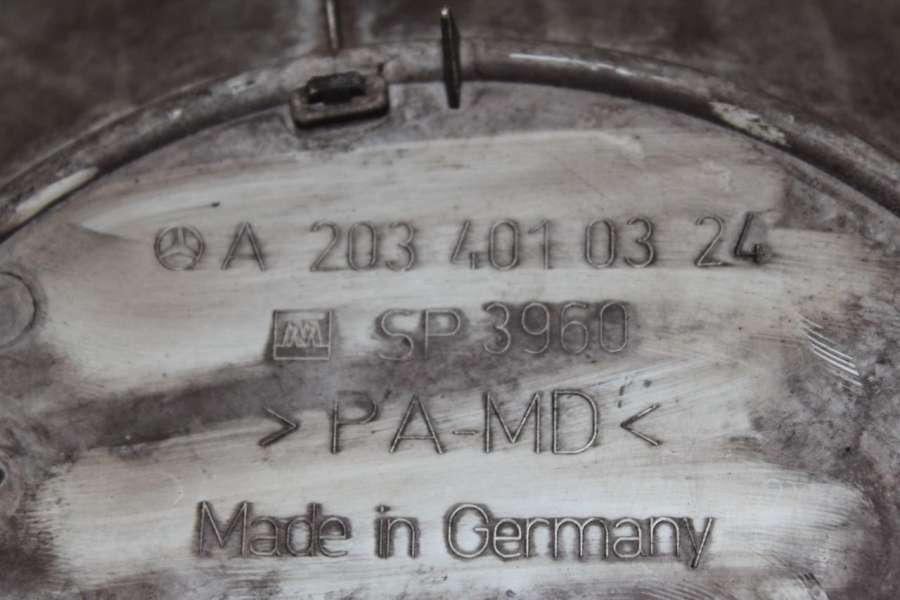 A 203 401 03 24
SP 3960
> PA-MD <
Made in Germany